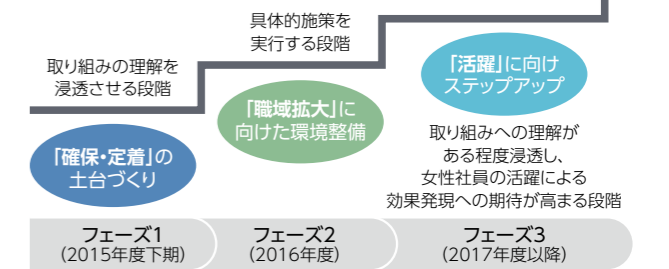 取り組みの理解を
浸透させる段階
「確保・定着」の
土台づくり
フェーズ1
(2015年度下期)
具体的施策を
実行する段階
「職域拡大」に
向けた環境整備
フェーズ2
(2016年度)
「活躍」に向け
ステップアップ
取り組みへの理解が
ある程度浸透し、
女性社員の活躍による
効果発現への期待が高まる段階
フェーズ3
(2017年度以降)